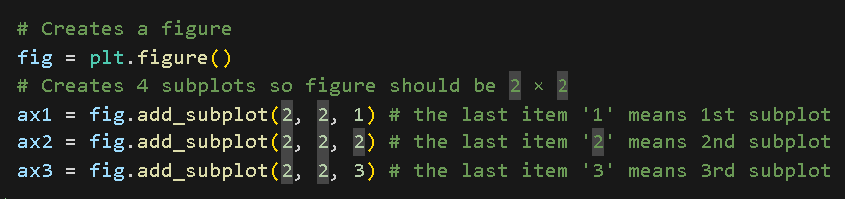 # Creates a figure
fig = plt.figure()
# Creates 4 subplots so figure should be 2 × 2
ax1 = fig.add_subplot(2, 2, 1) # the last item '1' means 1st subplot
ax2 = fig.add_subplot(2, 2, 2) # the last item '2' means 2nd subplot
ax3 = fig.add_subplot(2, 2, 3) # the last item '3' means 3rd subplot